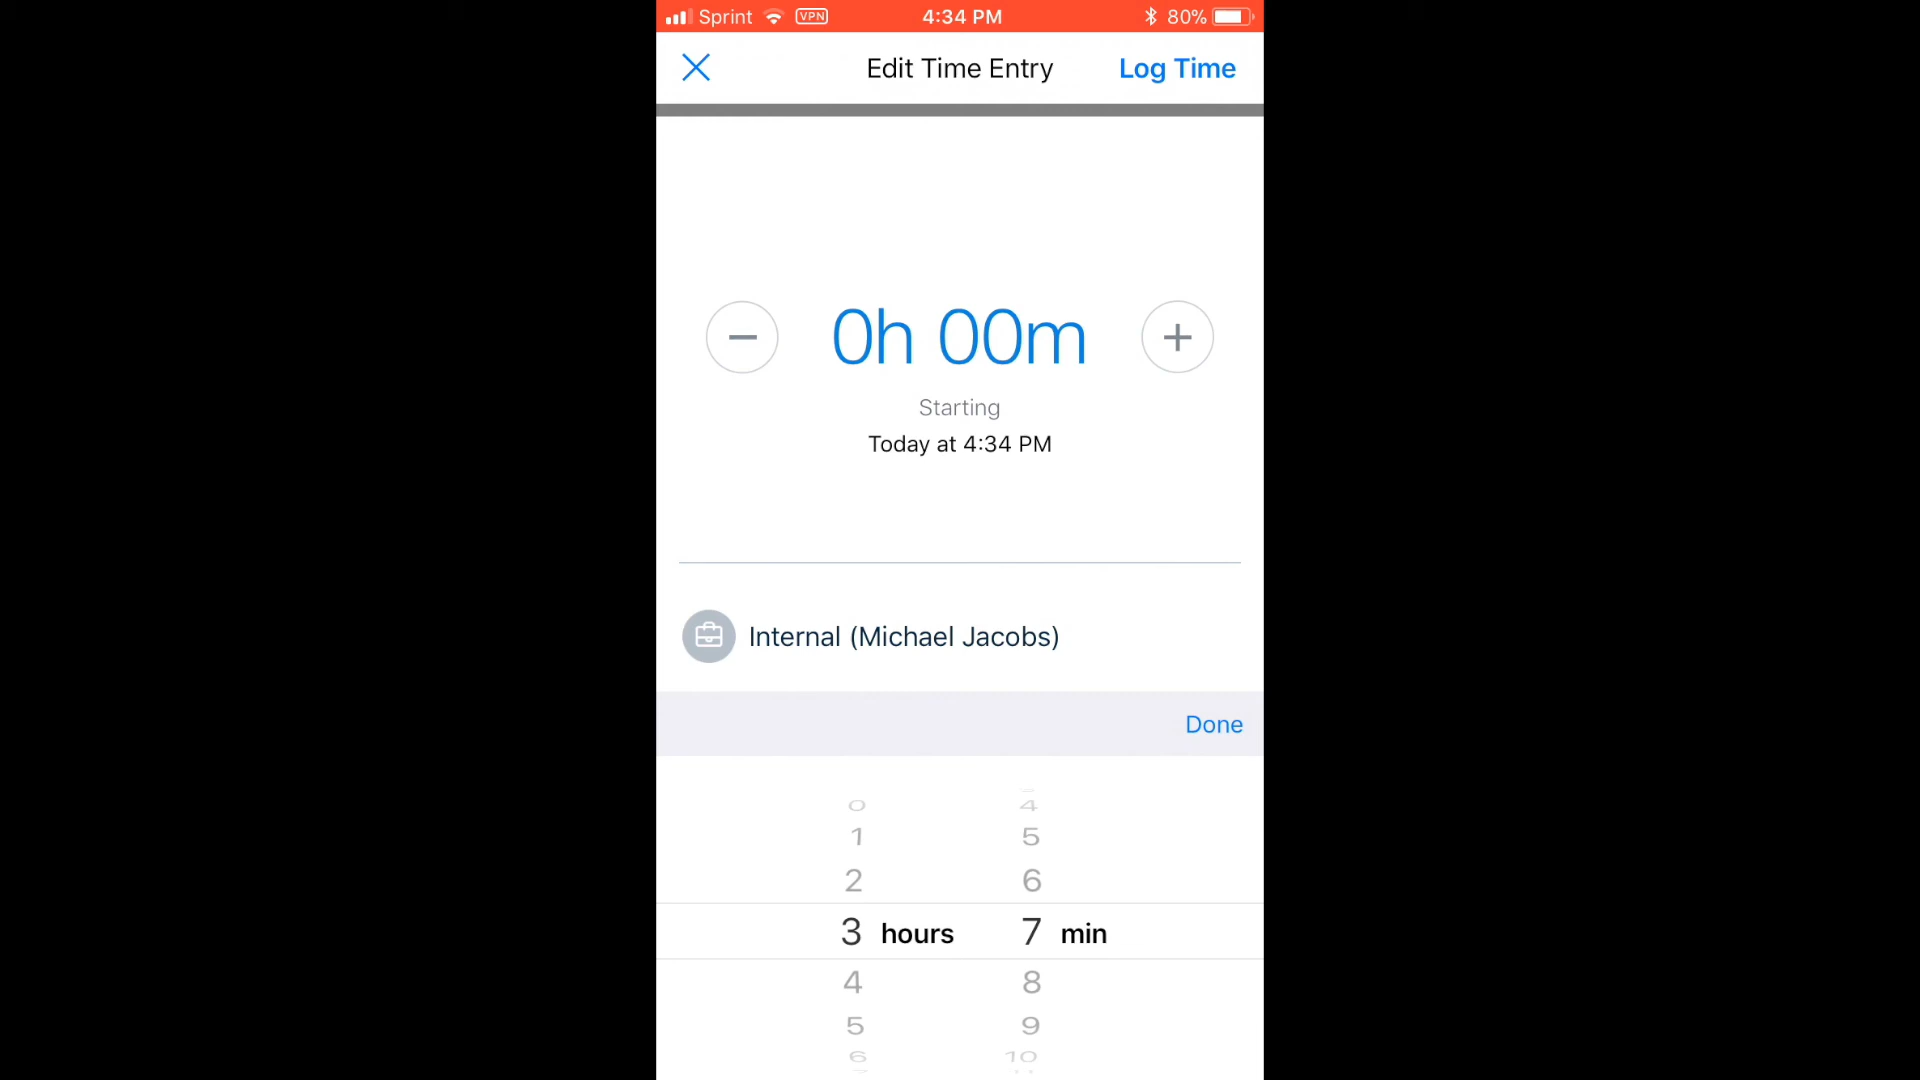 Sprint VPN 4:34 PM 80%
Edit Time Entry Log Time
0h 00m
Starting
Today at 4:34 PM
Internal (Michael Jacobs)
Done
0 4
1 5
2 6
3 hours 7 min
4 8
5 9
6 10